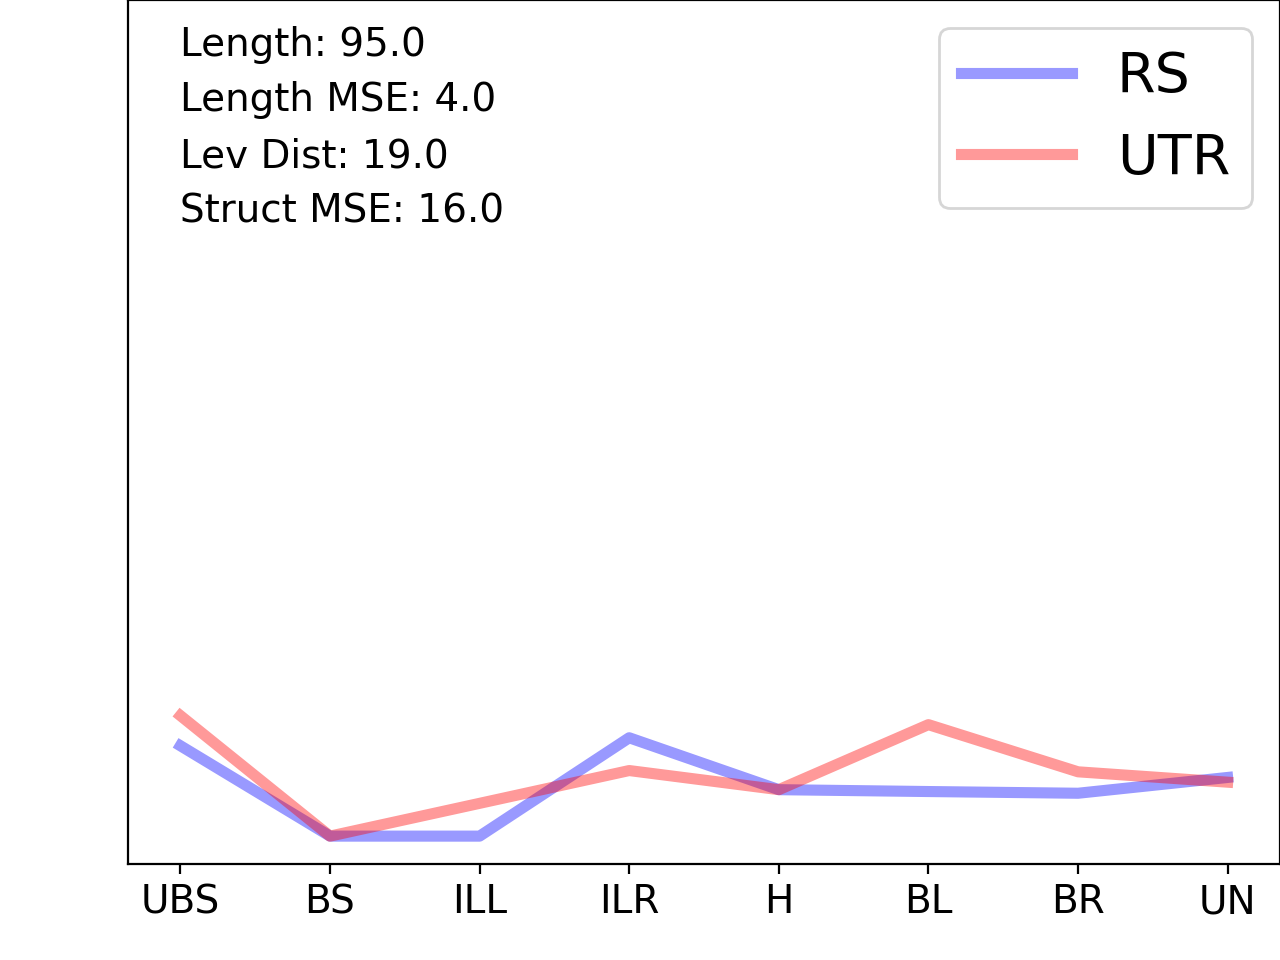 Length: 95.0
Length MSE: 4.0
Lev Dist: 19.0
Struct MSE: 16.0
RS
UTR
UBS BS ILL ILR H BL BR UN